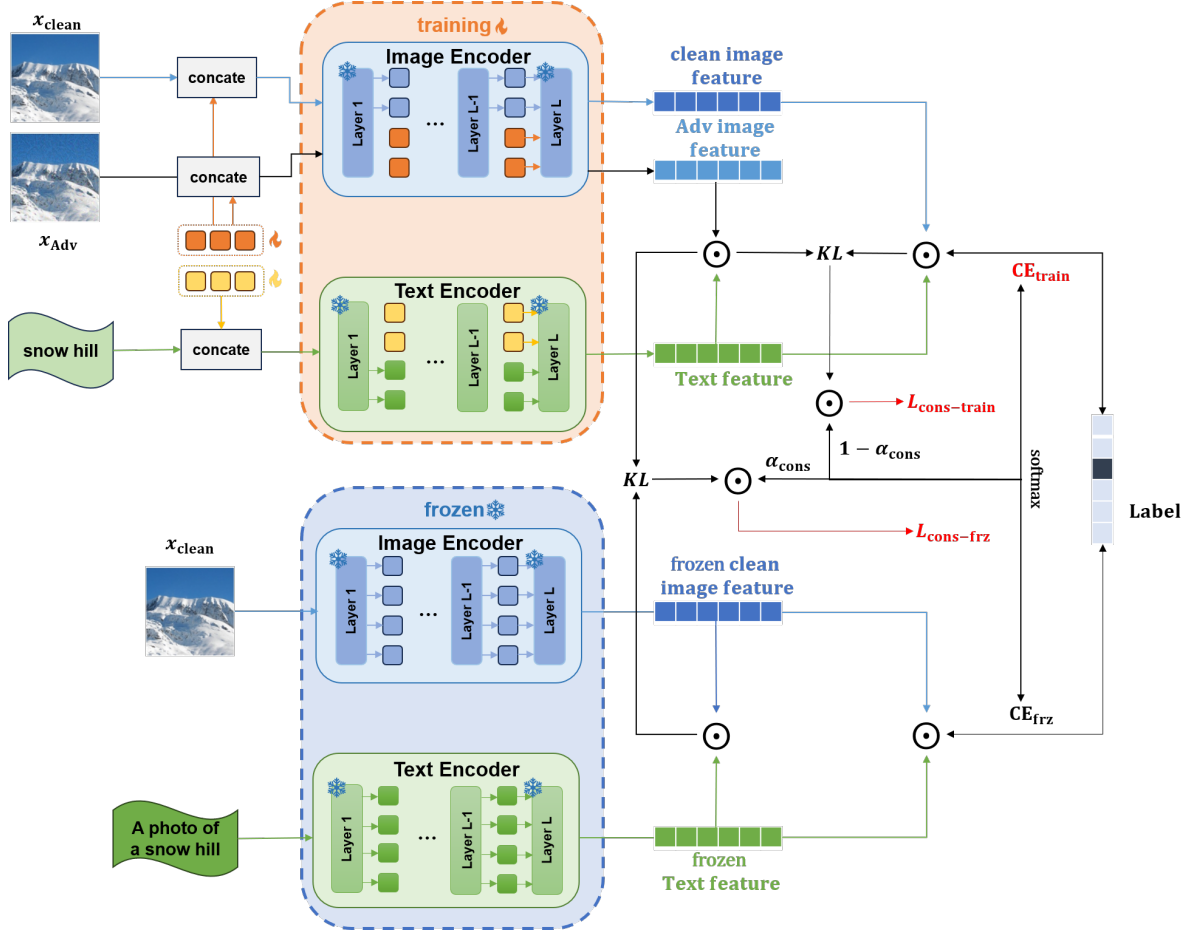 x_clean
concate
training
Image Encoder
Layer 1
...
Layer L-1
Layer L
clean image
feature
Adv image
feature
concate
x_Adv
KL
CE_train
Text Encoder
Layer 1
...
Layer L-1
Layer L
snow hill
concate
Text feature
L_cons−train
1 − α_cons
α_cons
KL
softmax
Label
L_cons−frz
frozen
Image Encoder
Layer 1
...
Layer L-1
Layer L
x_clean
frozen clean
image feature
CE_frz
Text Encoder
Layer 1
...
Layer L-1
Layer L
A photo of
a snow hill
frozen
Text feature